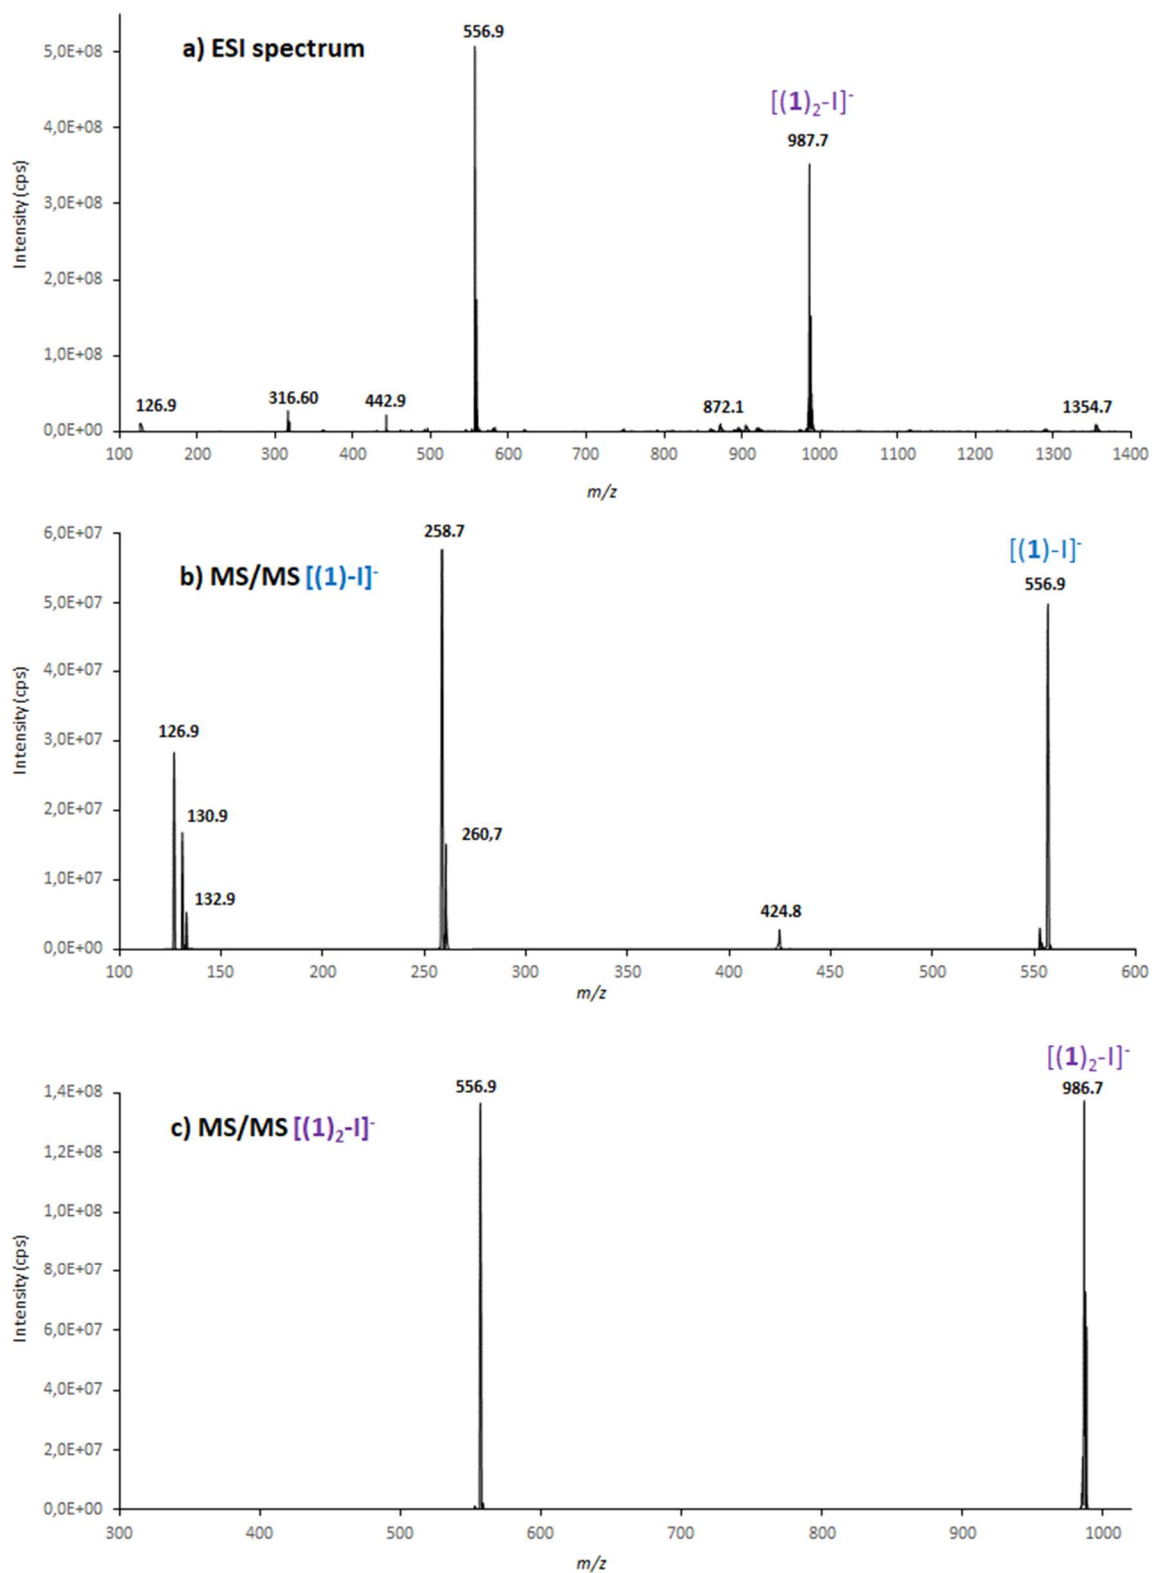 a) ESI spectrum
556.9
[(1)₂-I]⁻
987.7
126.9
316.60
442.9
872.1
1354.7
5,0E+08
4,0E+08
3,0E+08
2,0E+08
1,0E+08
0,0E+00
Intensity (cps)
100 200 300 400 500 600 700 800 900 1000 1100 1200 1300 1400
m/z
b) MS/MS [(1)-I]⁻
258.7
[(1)-I]⁻
556.9
126.9
130.9
132.9
260,7
424.8
6,0E+07
5,0E+07
4,0E+07
3,0E+07
2,0E+07
1,0E+07
0,0E+00
Intensity (cps)
100 150 200 250 300 350 400 450 500 550 600
m/z
c) MS/MS [(1)₂-I]⁻
556.9
[(1)₂-I]⁻
986.7
1,4E+08
1,2E+08
1,0E+08
8,0E+07
6,0E+07
4,0E+07
2,0E+07
0,0E+00
Intensity (cps)
300 400 500 600 700 800 900 1000
m/z